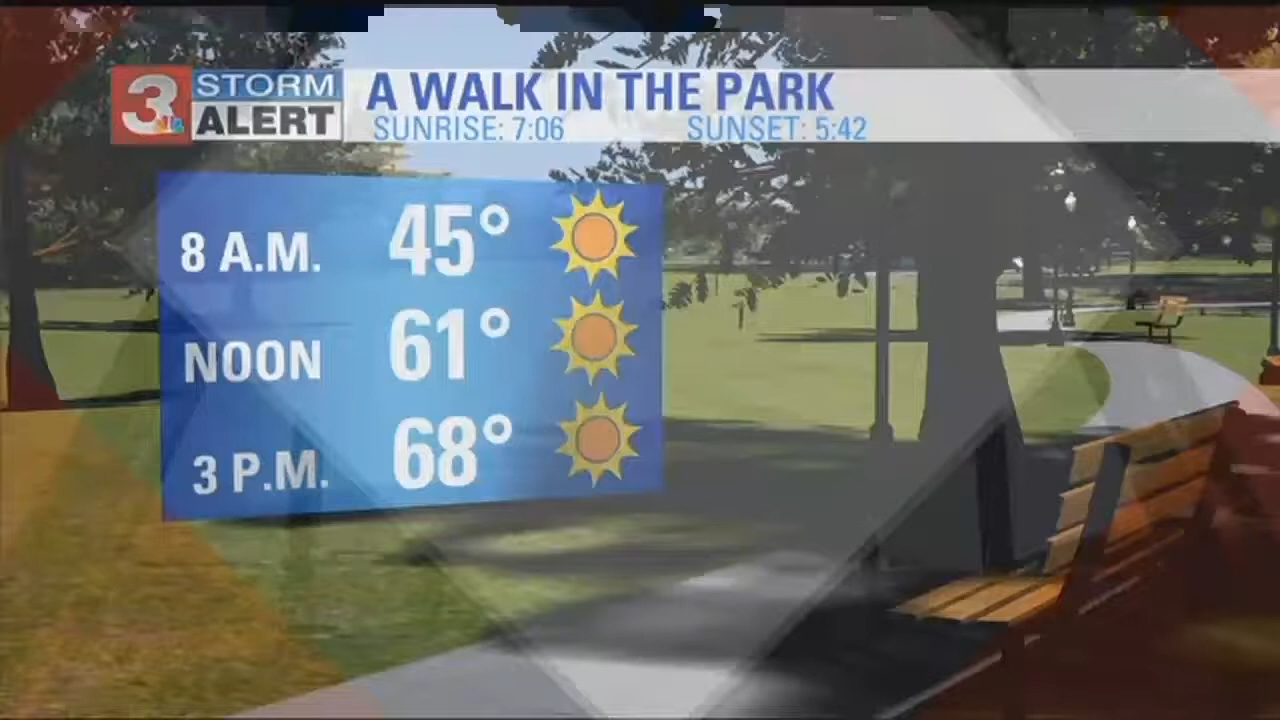 3 STORM ALERT
A WALK IN THE PARK
SUNRISE: 7:06 SUNSET: 5:42
8 A.M. 45°
NOON 61°
3 P.M. 68°